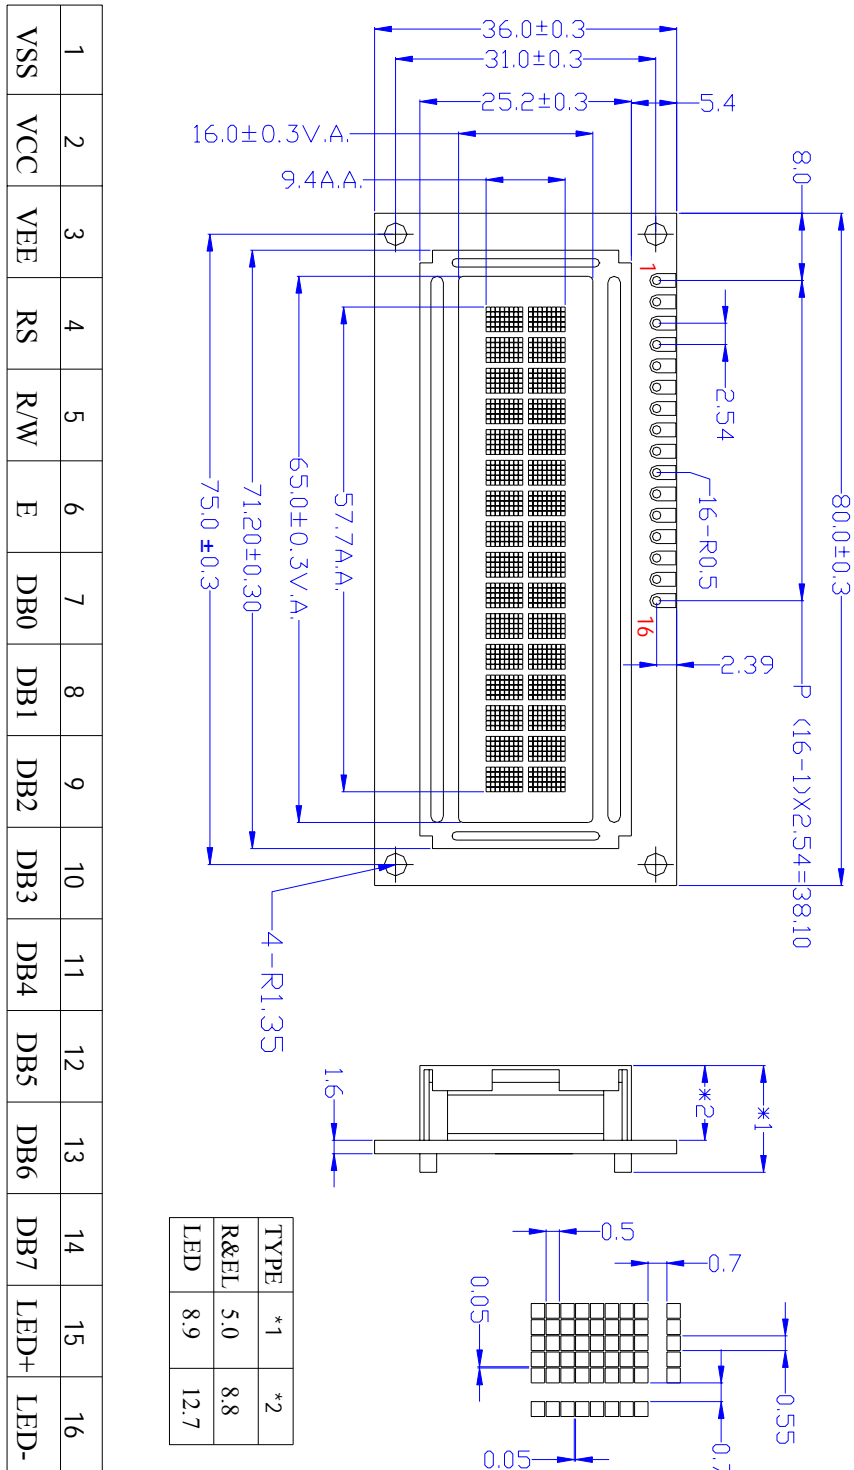 36.0±0.3
31.0±0.3
25.2±0.3
5.4
16.0±0.3V.A.
9.4A.A.
8.0
1
2.54
16-R0.5
80.0±0.3
57.7A.A.
65.0±0.3V.A.
71.20±0.30
75.0±0.3
16
2.39
P (16-1)X2.54=38.10
4-R1.35
1.6
*2
*1
TYPE *1 *2
R&EL 5.0 8.8
LED 8.9 12.7
0.5
0.7
0.05
0.55
0.05
1 2 3 4 5 6 7 8 9 10 11 12 13 14 15 16
VSS VCC VEE RS R/W E DB0 DB1 DB2 DB3 DB4 DB5 DB6 DB7 LED+ LED-